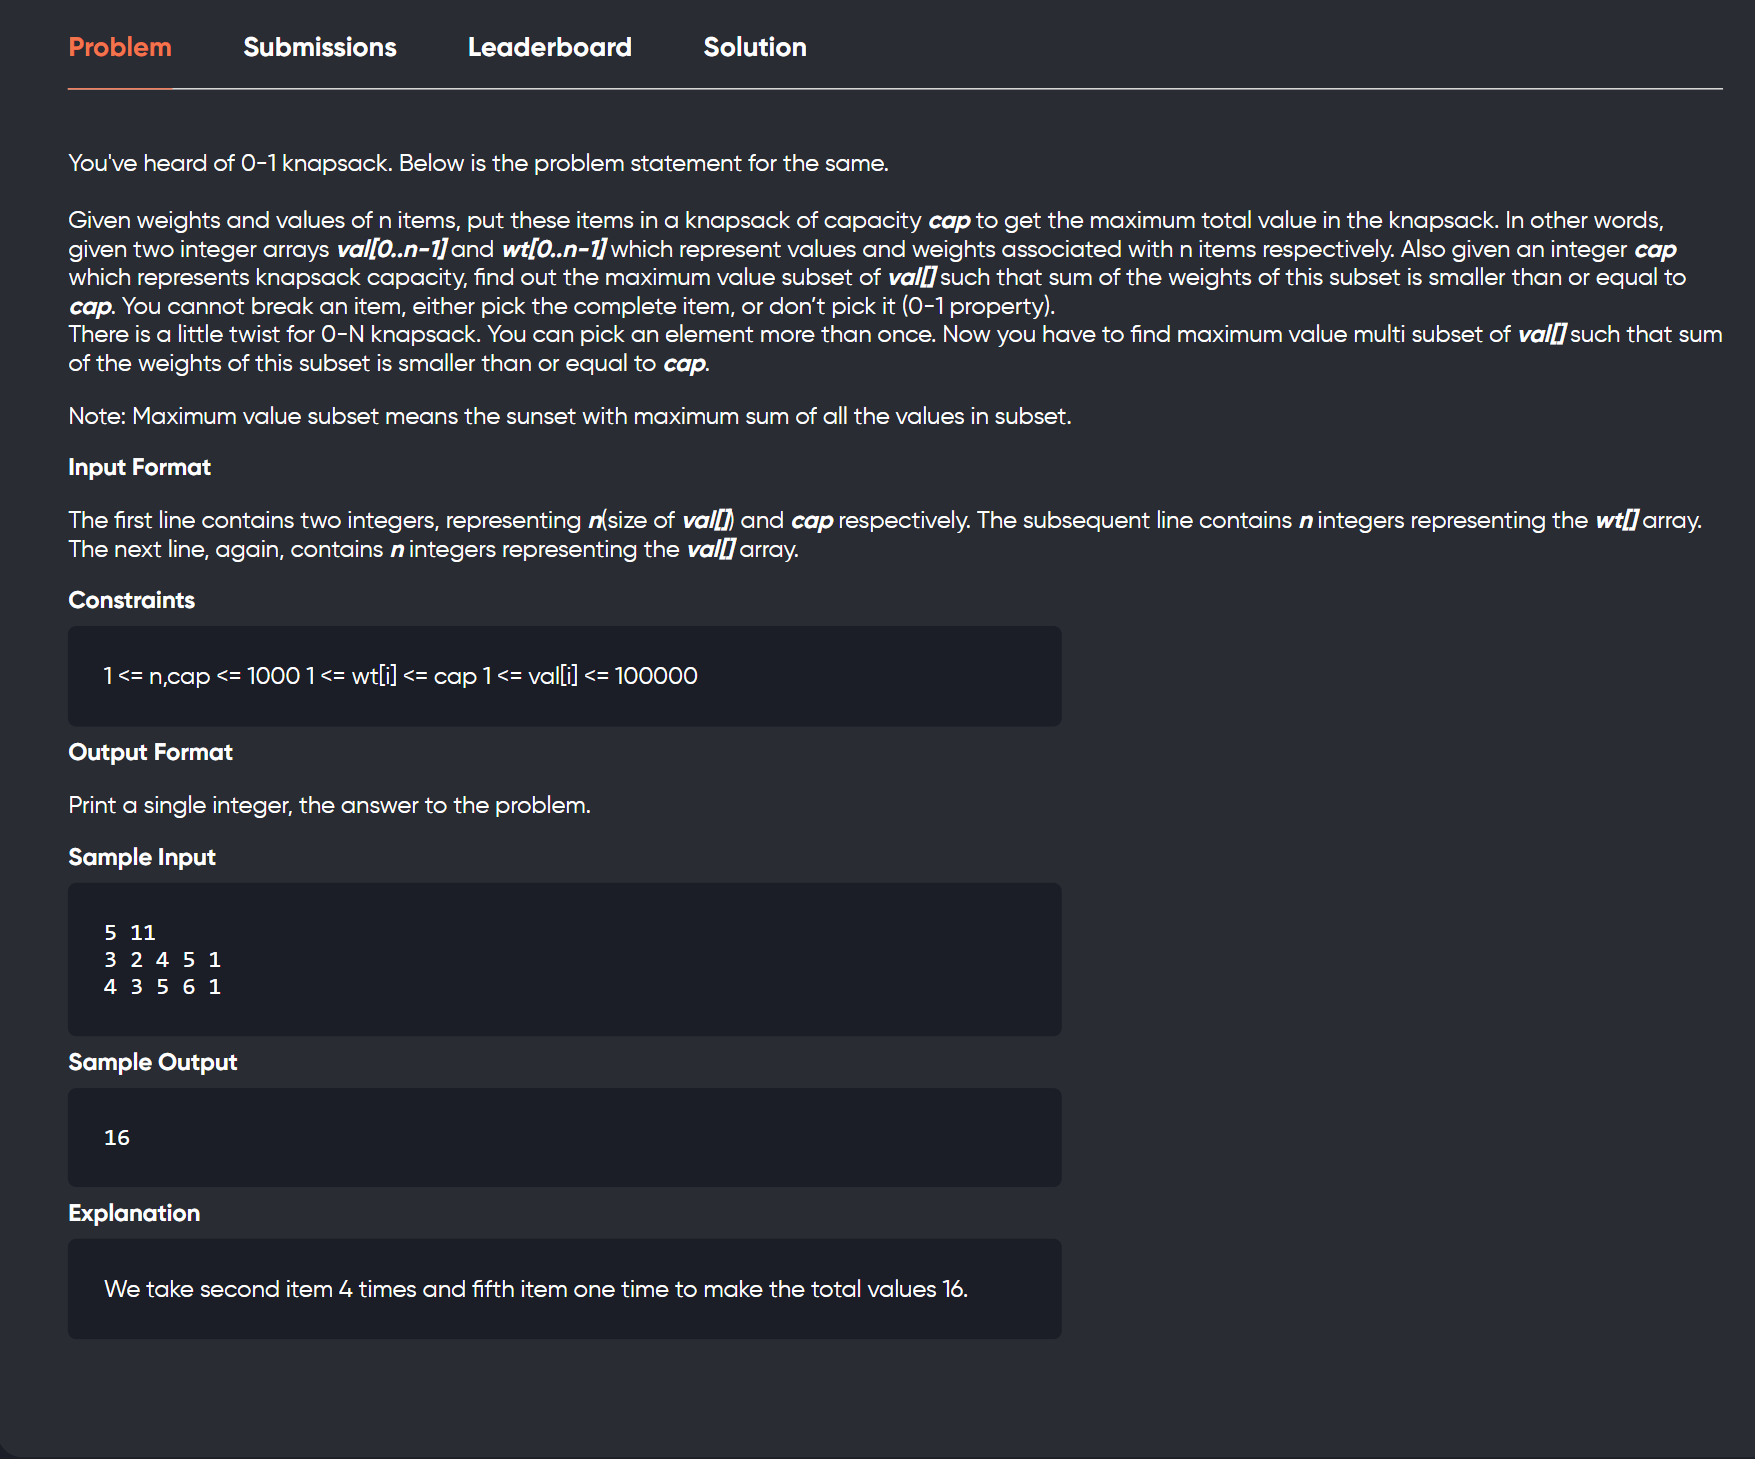 Problem Submissions Leaderboard Solution
You've heard of 0-1 knapsack. Below is the problem statement for the same.
Given weights and values of n items, put these items in a knapsack of capacity cap to get the maximum total value in the knapsack. In other words,
given two integer arrays val[0..n-1] and wt[0..n-1] which represent values and weights associated with n items respectively. Also given an integer cap
which represents knapsack capacity, find out the maximum value subset of val[] such that sum of the weights of this subset is smaller than or equal to
cap. You cannot break an item, either pick the complete item, or don't pick it (0-1 property).
There is a little twist for 0-N knapsack. You can pick an element more than once. Now you have to find maximum value multi subset of val[] such that sum
of the weights of this subset is smaller than or equal to cap.
Note: Maximum value subset means the sunset with maximum sum of all the values in subset.
Input Format
The first line contains two integers, representing n(size of val[]) and cap respectively. The subsequent line contains n integers representing the wt[] array.
The next line, again, contains n integers representing the val[] array.
Constraints
1 <= n,cap <= 1000 1 <= wt[i] <= cap 1 <= val[i] <= 100000
Output Format
Print a single integer, the answer to the problem.
Sample Input
5 11
3 2 4 5 1
4 3 5 6 1
Sample Output
16
Explanation
We take second item 4 times and fifth item one time to make the total values 16.